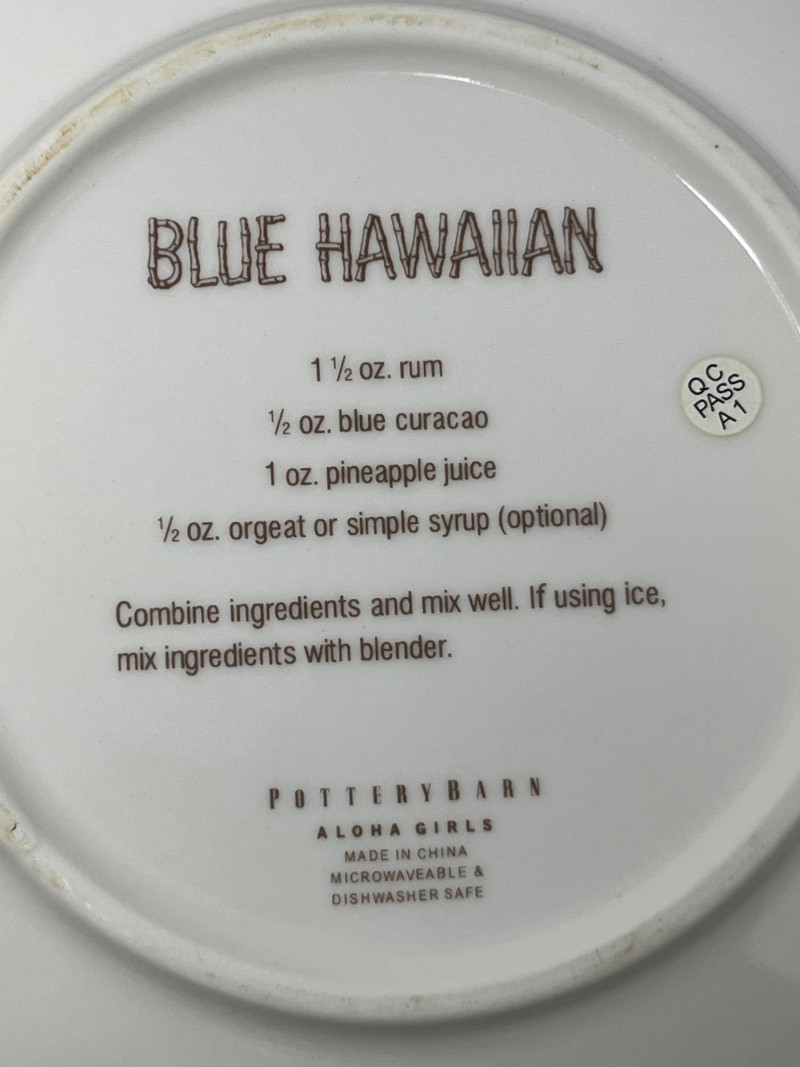 BLUE HAWAIIAN
1 ½ oz. rum
½ oz. blue curacao
1 oz. pineapple juice
½ oz. orgeat or simple syrup (optional)
Combine ingredients and mix well. If using ice,
mix ingredients with blender.
QC
PASS
A1
POTTERYBARN
ALOHA GIRLS
MADE IN CHINA
MICROWAVEABLE &
DISHWASHER SAFE